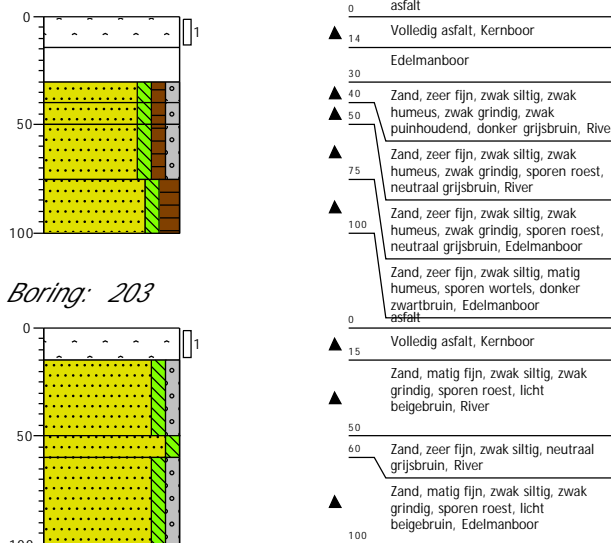 asfalt
0
0
1
14
Volledig asfalt, Kernboor
Edelmanboor
30
40
Zand, zeer fijn, zwak siltig, zwak
humeus, zwak grindig, zwak
puinhoudend, donker grijsbruin, Rive
50
50
Zand, zeer fijn, zwak siltig, zwak
humeus, zwak grindig, sporen roest,
neutraal grijsbruin, River
75
Zand, zeer fijn, zwak siltig, zwak
humeus, zwak grindig, sporen roest,
neutraal grijsbruin, Edelmanboor
100
100
Zand, zeer fijn, zwak siltig, matig
humeus, sporen wortels, donker
zwartbruin, Edelmanboor
Boring: 203
asfalt
0
0
1
15
Volledig asfalt, Kernboor
Zand, matig fijn, zwak siltig, zwak
grindig, sporen roest, licht
beigebruin, River
50
50
60
Zand, zeer fijn, zwak siltig, neutraal
grijsbruin, River
Zand, matig fijn, zwak siltig, zwak
grindig, sporen roest, licht
beigebruin, Edelmanboor
100
100